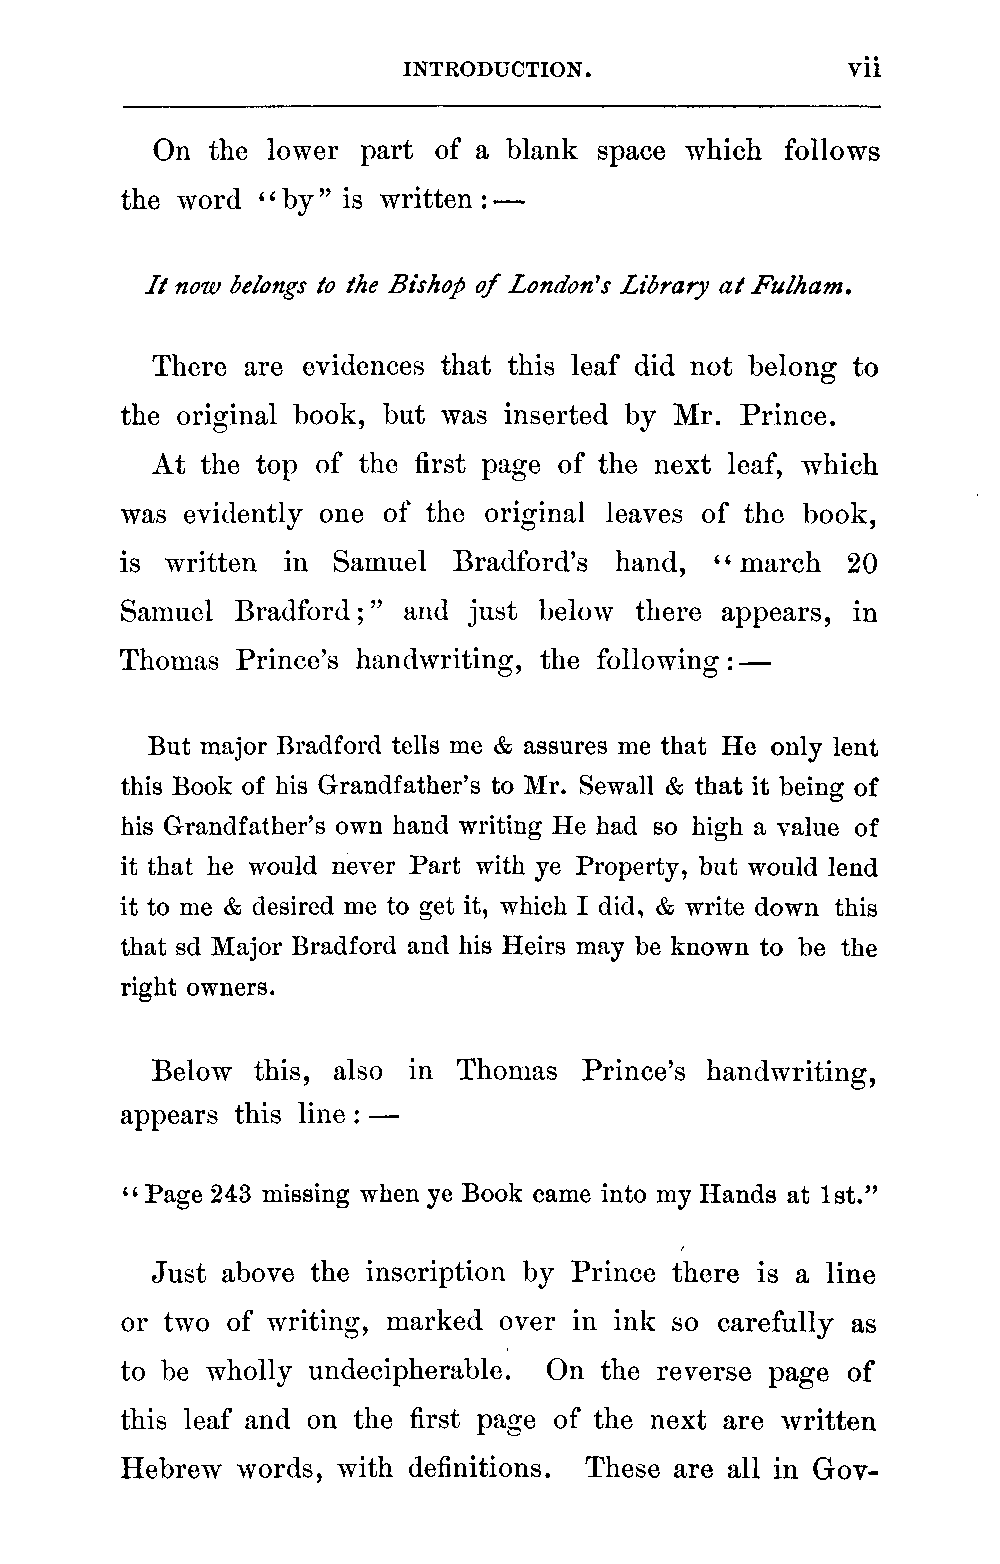 INTRODUCTION. vii
On the lower part of a blank space which follows
the word “by” is written :—
It now belongs to the Bishop of London's Library at Fulham.
There are evidences that this leaf did not belong to
the original book, but was inserted by Mr. Prince.
At the top of the first page of the next leaf, which
was evidently one of the original leaves of the book,
is written in Samuel Bradford's hand, “march 20
Samuel Bradford;” and just below there appears, in
Thomas Prince's handwriting, the following :—
But major Bradford tells me & assures me that He only lent
this Book of his Grandfather's to Mr. Sewall & that it being of
his Grandfather's own hand writing He had so high a value of
it that he would never Part with ye Property, but would lend
it to me & desired me to get it, which I did, & write down this
that sd Major Bradford and his Heirs may be known to be the
right owners.
Below this, also in Thomas Prince's handwriting,
appears this line : —
“Page 243 missing when ye Book came into my Hands at 1st.”
Just above the inscription by Prince there is a line
or two of writing, marked over in ink so carefully as
to be wholly undecipherable. On the reverse page of
this leaf and on the first page of the next are written
Hebrew words, with definitions. These are all in Gov-